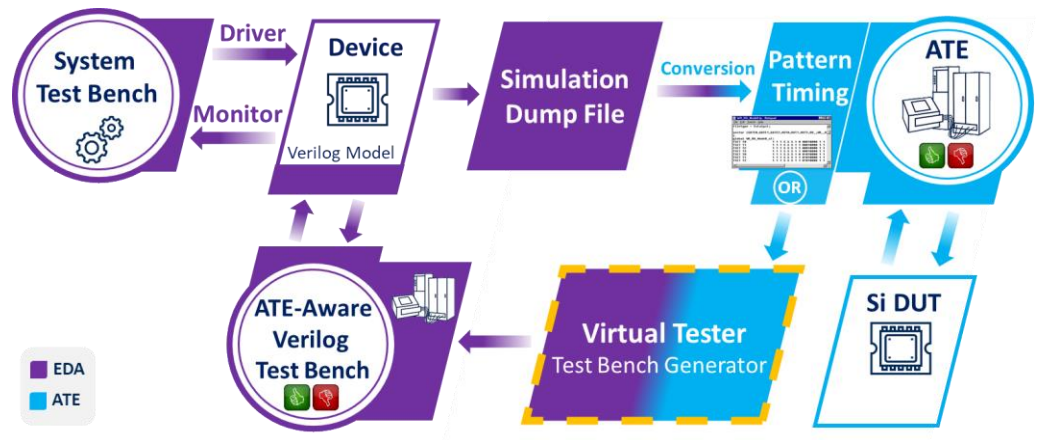 System
Test Bench
Driver
Monitor
Device
Verilog Model
Simulation
Dump File
Conversion
Pattern
Timing
OR
ATE
ATE-Aware
Verilog
Test Bench
Virtual Tester
Test Bench Generator
Si DUT
EDA
ATE